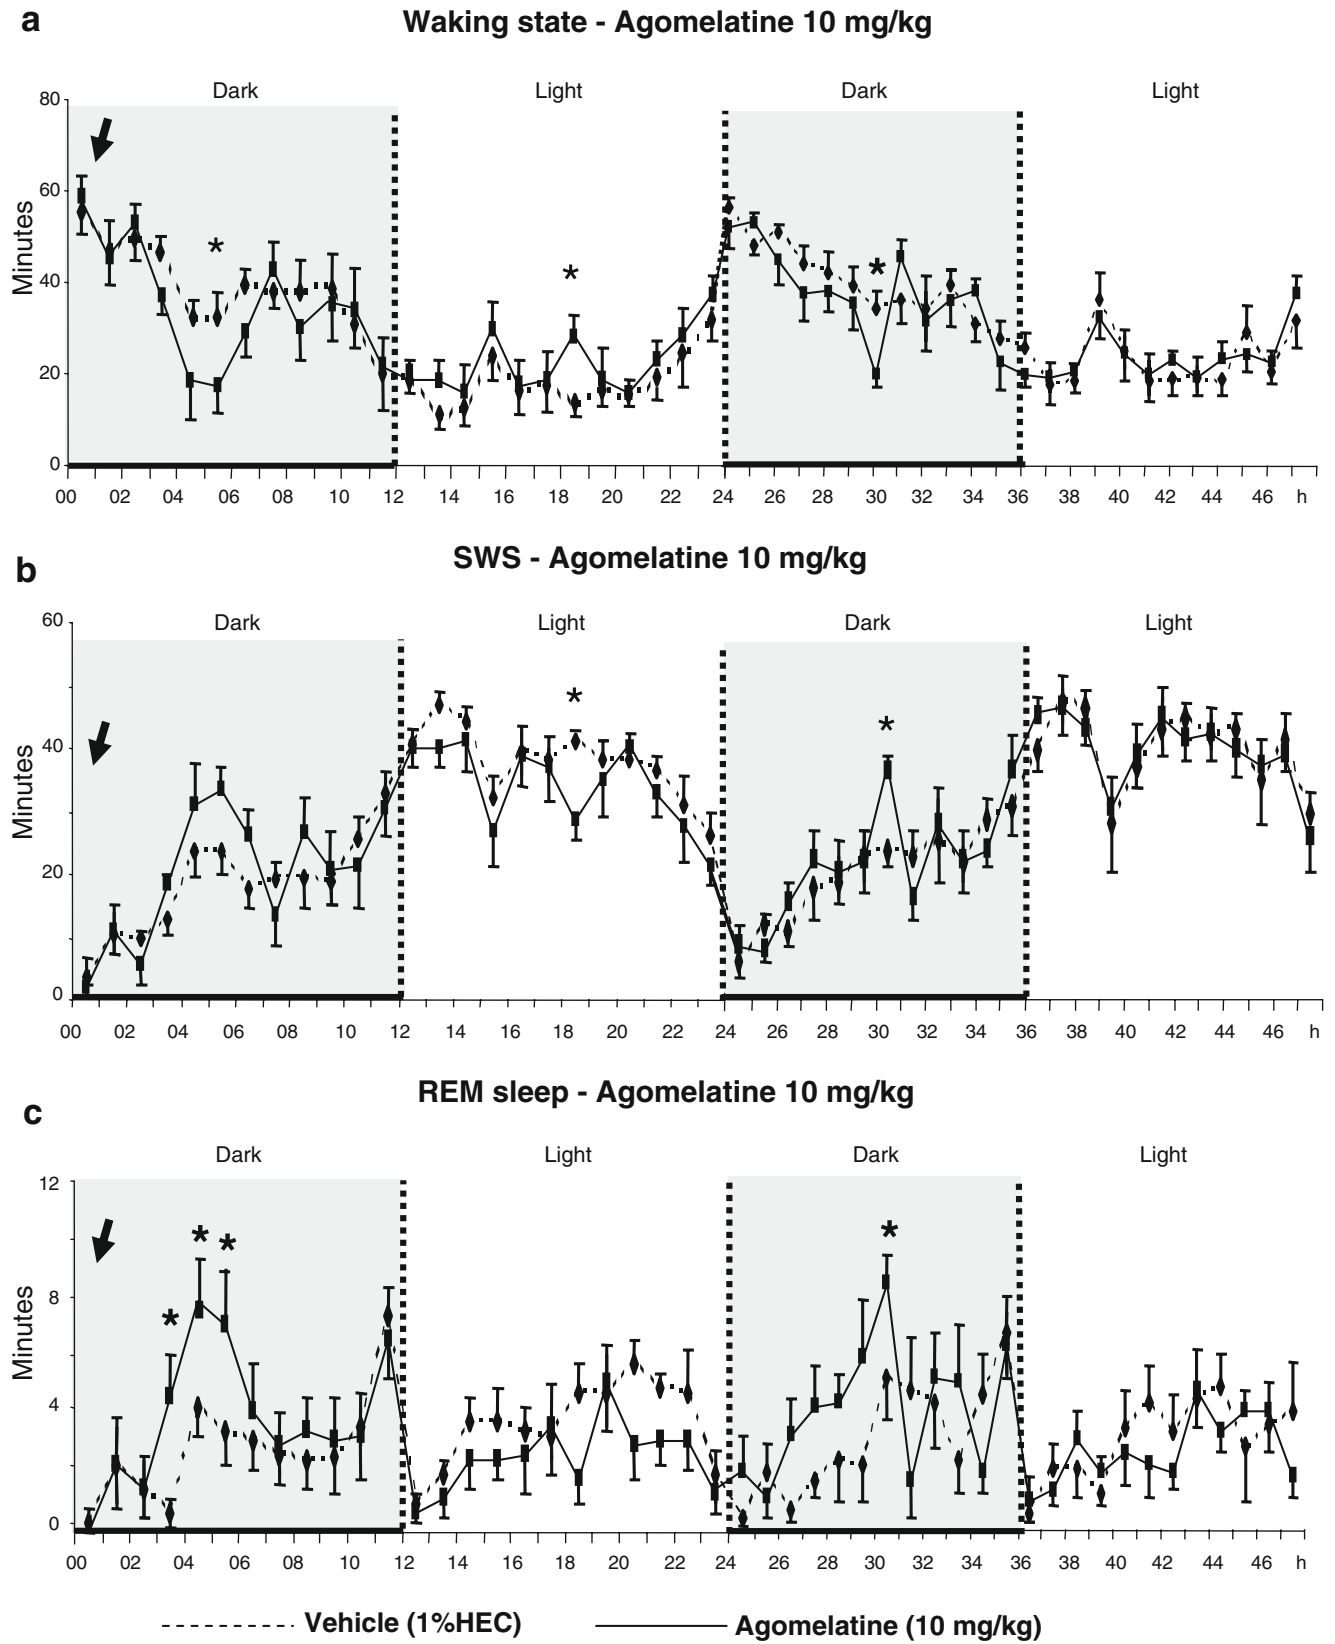 a
Waking state - Agomelatine 10 mg/kg
Dark Light Dark Light
80
60
40
20
0
Minutes
* * *
00 02 04 06 08 10 12 14 16 18 20 22 24 26 28 30 32 34 36 38 40 42 44 46 h
b
SWS - Agomelatine 10 mg/kg
Dark Light Dark Light
60
40
20
0
Minutes
* *
00 02 04 06 08 10 12 14 16 18 20 22 24 26 28 30 32 34 36 38 40 42 44 46 h
c
REM sleep - Agomelatine 10 mg/kg
Dark Light Dark Light
12
8
4
0
Minutes
* * * *
00 02 04 06 08 10 12 14 16 18 20 22 24 26 28 30 32 34 36 38 40 42 44 46 h
Vehicle (1%HEC) Agomelatine (10 mg/kg)